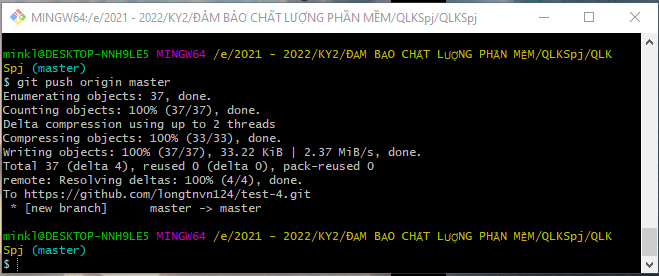 MINGW64:/e/2021 - 2022/KY2/ĐẢM BẢO CHẤT LƯỢNG PHẦN MỀM/QLKSpj/QLKSpj
minkl@DESKTOP-NNH9LE5 MINGW64 /e/2021 - 2022/KY2/ĐẢM BẢO CHẤT LƯỢNG PHẦN MỀM/QLKSpj/QLK
Spj (master)
$ git push origin master
Enumerating objects: 37, done.
Counting objects: 100% (37/37), done.
Delta compression using up to 2 threads
Compressing objects: 100% (33/33), done.
Writing objects: 100% (37/37), 33.22 KiB | 2.37 MiB/s, done.
Total 37 (delta 4), reused 0 (delta 0), pack-reused 0
remote: Resolving deltas: 100% (4/4), done.
To https://github.com/longtnvn124/test-4.git
 * [new branch]      master -> master
minkl@DESKTOP-NNH9LE5 MINGW64 /e/2021 - 2022/KY2/ĐẢM BẢO CHẤT LƯỢNG PHẦN MỀM/QLKSpj/QLK
Spj (master)
$